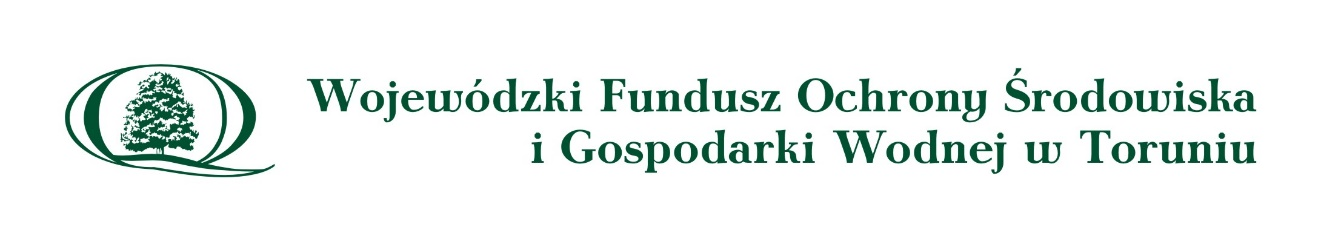 Wojewódzki Fundusz Ochrony Środowiska
i Gospodarki Wodnej w Toruniu